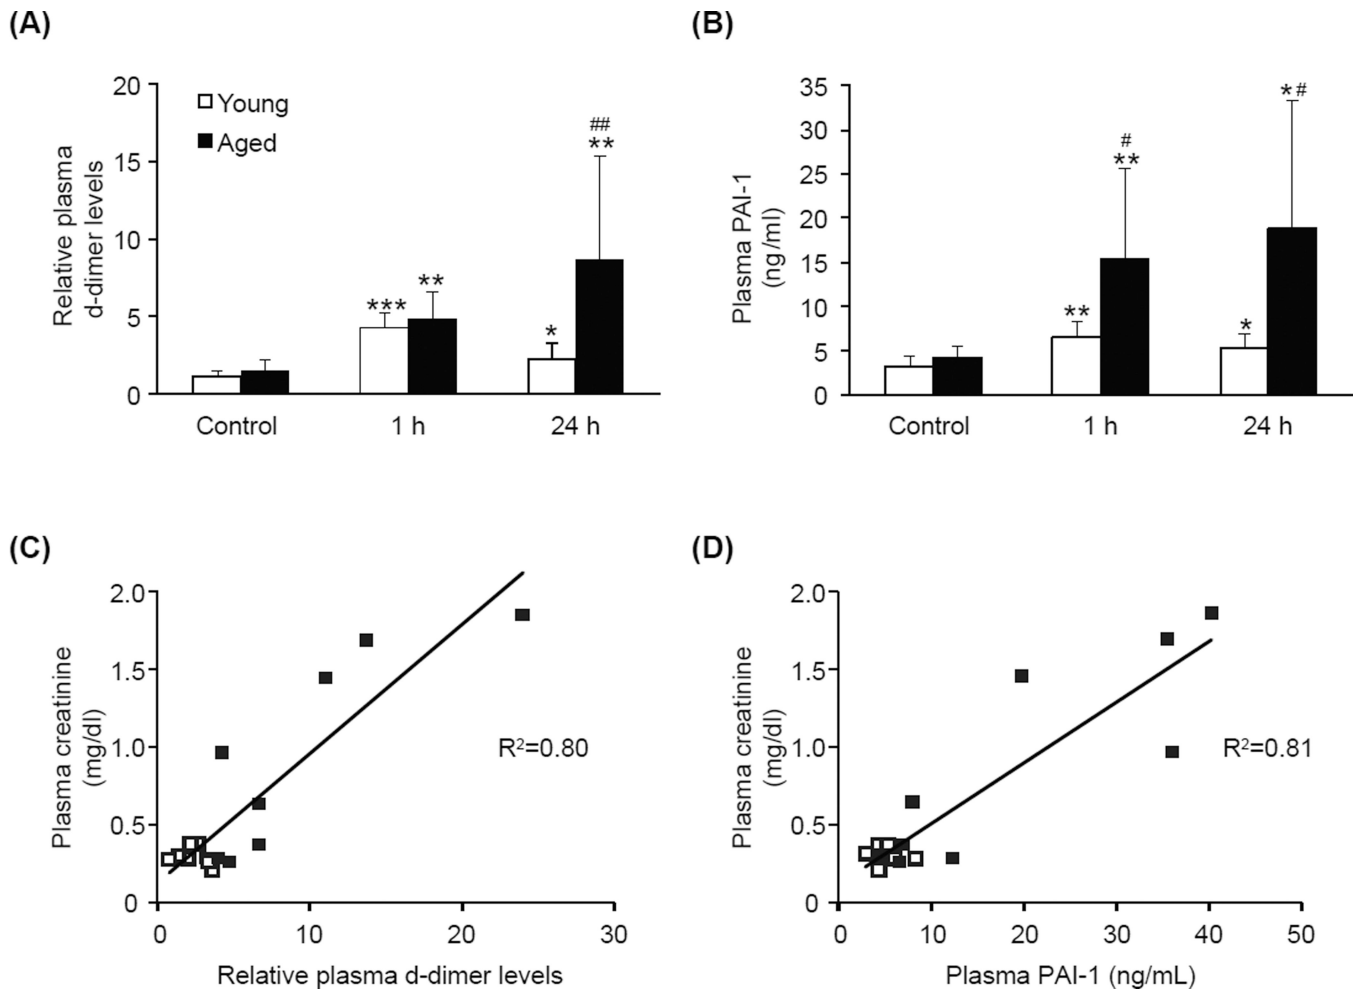 (A)
Relative plasma
d-dimer levels
20
15
10
5
0
Young
Aged
***
**
*
##
**
Control
1 h
24 h
(B)
Plasma PAI-1
(ng/ml)
35
30
25
20
15
10
5
0
**
#
**
*
*#
Control
1 h
24 h
(C)
Plasma creatinine
(mg/dl)
2.0
1.5
1.0
0.5
0
R²=0.80
0
10
20
30
Relative plasma d-dimer levels
(D)
Plasma creatinine
(mg/dl)
2.0
1.5
1.0
0.5
0
R²=0.81
0
10
20
30
40
50
Plasma PAI-1 (ng/mL)